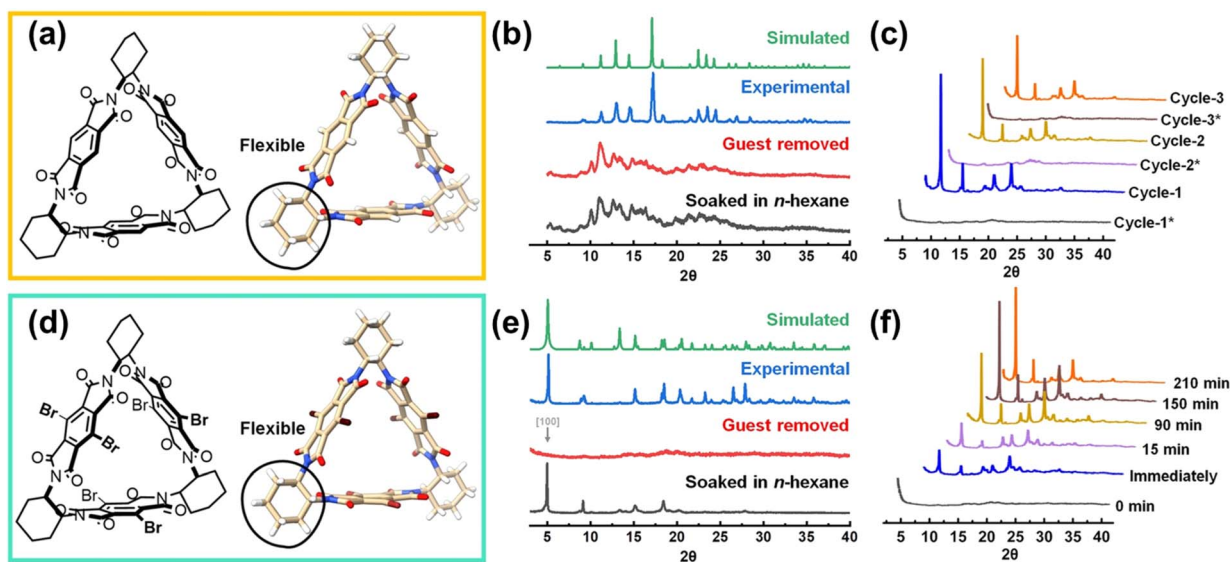 (a)
O
O
N
N
O
O
O
O
N
N
O
O
O
O
N
N
O
O
Flexible
(b)
Simulated
Experimental
Guest removed
Soaked in n-hexane
5 10 15 20 25 30 35 40
2θ
(c)
Cycle-3
Cycle-3*
Cycle-2
Cycle-2*
Cycle-1
Cycle-1*
5 10 15 20 25 30 35 40
2θ
(d)
O
O
N
N
O
O
Br
Br
Br
Br
O
O
O
O
N
N
Br
O
O
N
N
O
Br
O
Flexible
(e)
Simulated
Experimental
[100]
Guest removed
Soaked in n-hexane
5 10 15 20 25 30 35 40
2θ
(f)
210 min
150 min
90 min
15 min
Immediately
0 min
5 10 15 20 25 30 35 40
2θ